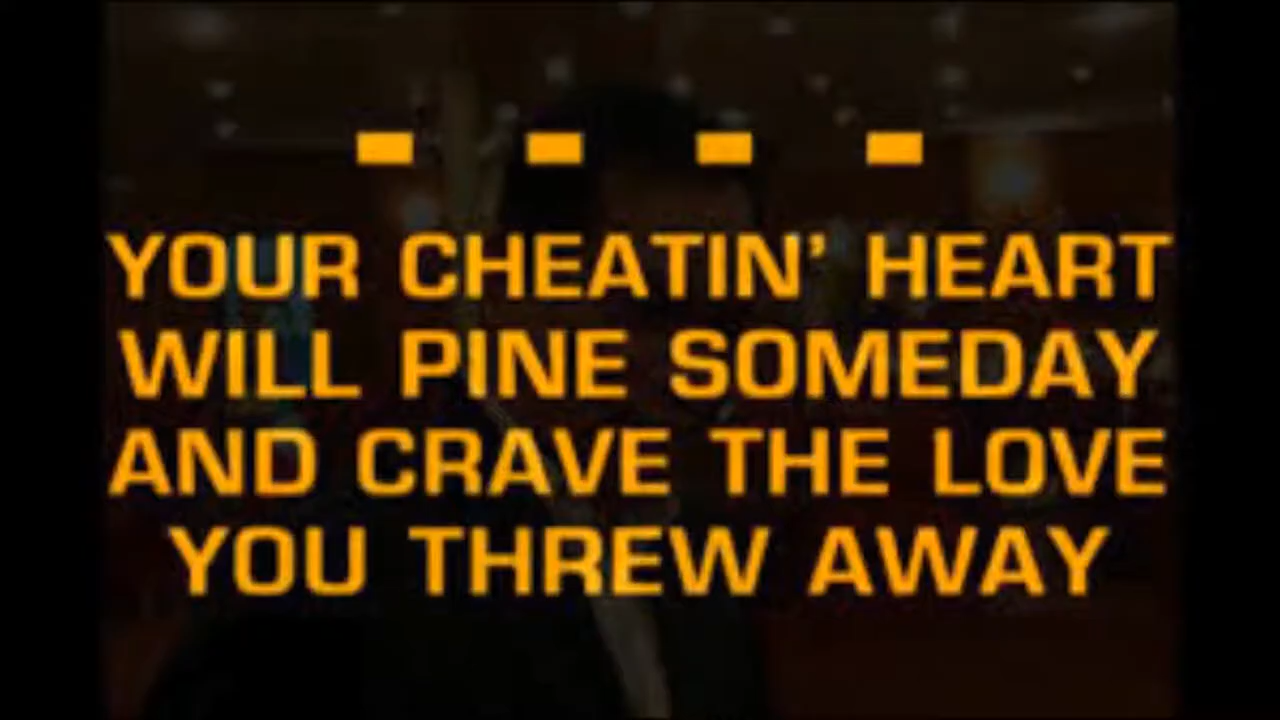 YOUR CHEATIN’ HEART
WILL PINE SOMEDAY
AND CRAVE THE LOVE
YOU THREW AWAY